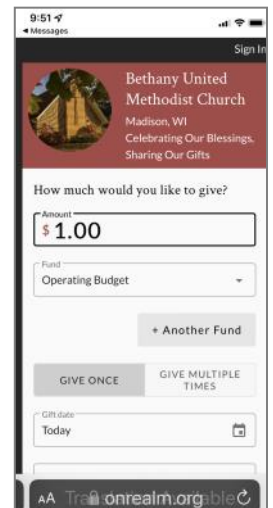 9:51
◀ Messages
Sign In
Bethany United
Methodist Church
Madison, WI
Celebrating Our Blessings,
Sharing Our Gifts
How much would you like to give?
Amount
$ 1.00
Fund
Operating Budget
+ Another Fund
GIVE ONCE
GIVE MULTIPLE
TIMES
Gift date
Today
AA onrealm.org